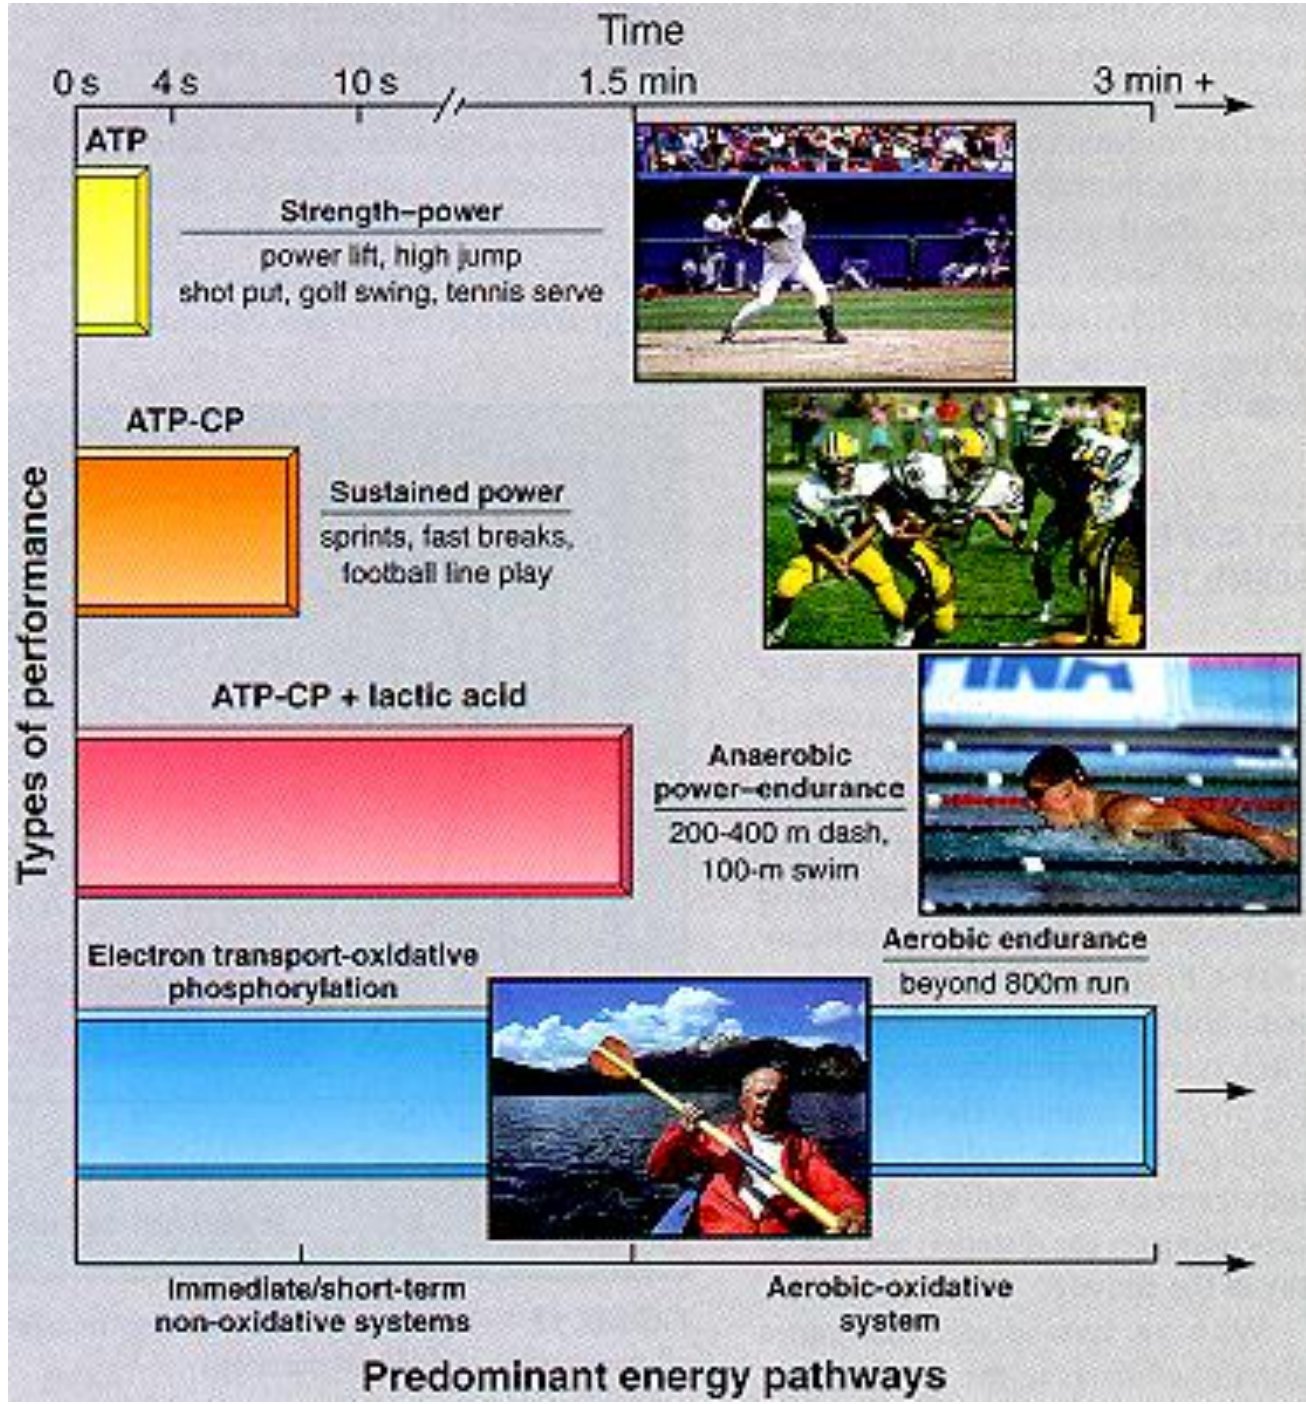 Time
0 s 4 s 10 s 1.5 min 3 min +
ATP
Strength–power
power lift, high jump
shot put, golf swing, tennis serve
ATP-CP
Sustained power
sprints, fast breaks,
football line play
Types of performance
ATP-CP + lactic acid
Anaerobic
power–endurance
200-400 m dash,
100-m swim
INA
Electron transport-oxidative
phosphorylation
Aerobic endurance
beyond 800m run
Immediate/short-term
non-oxidative systems
Aerobic-oxidative
system
Predominant energy pathways